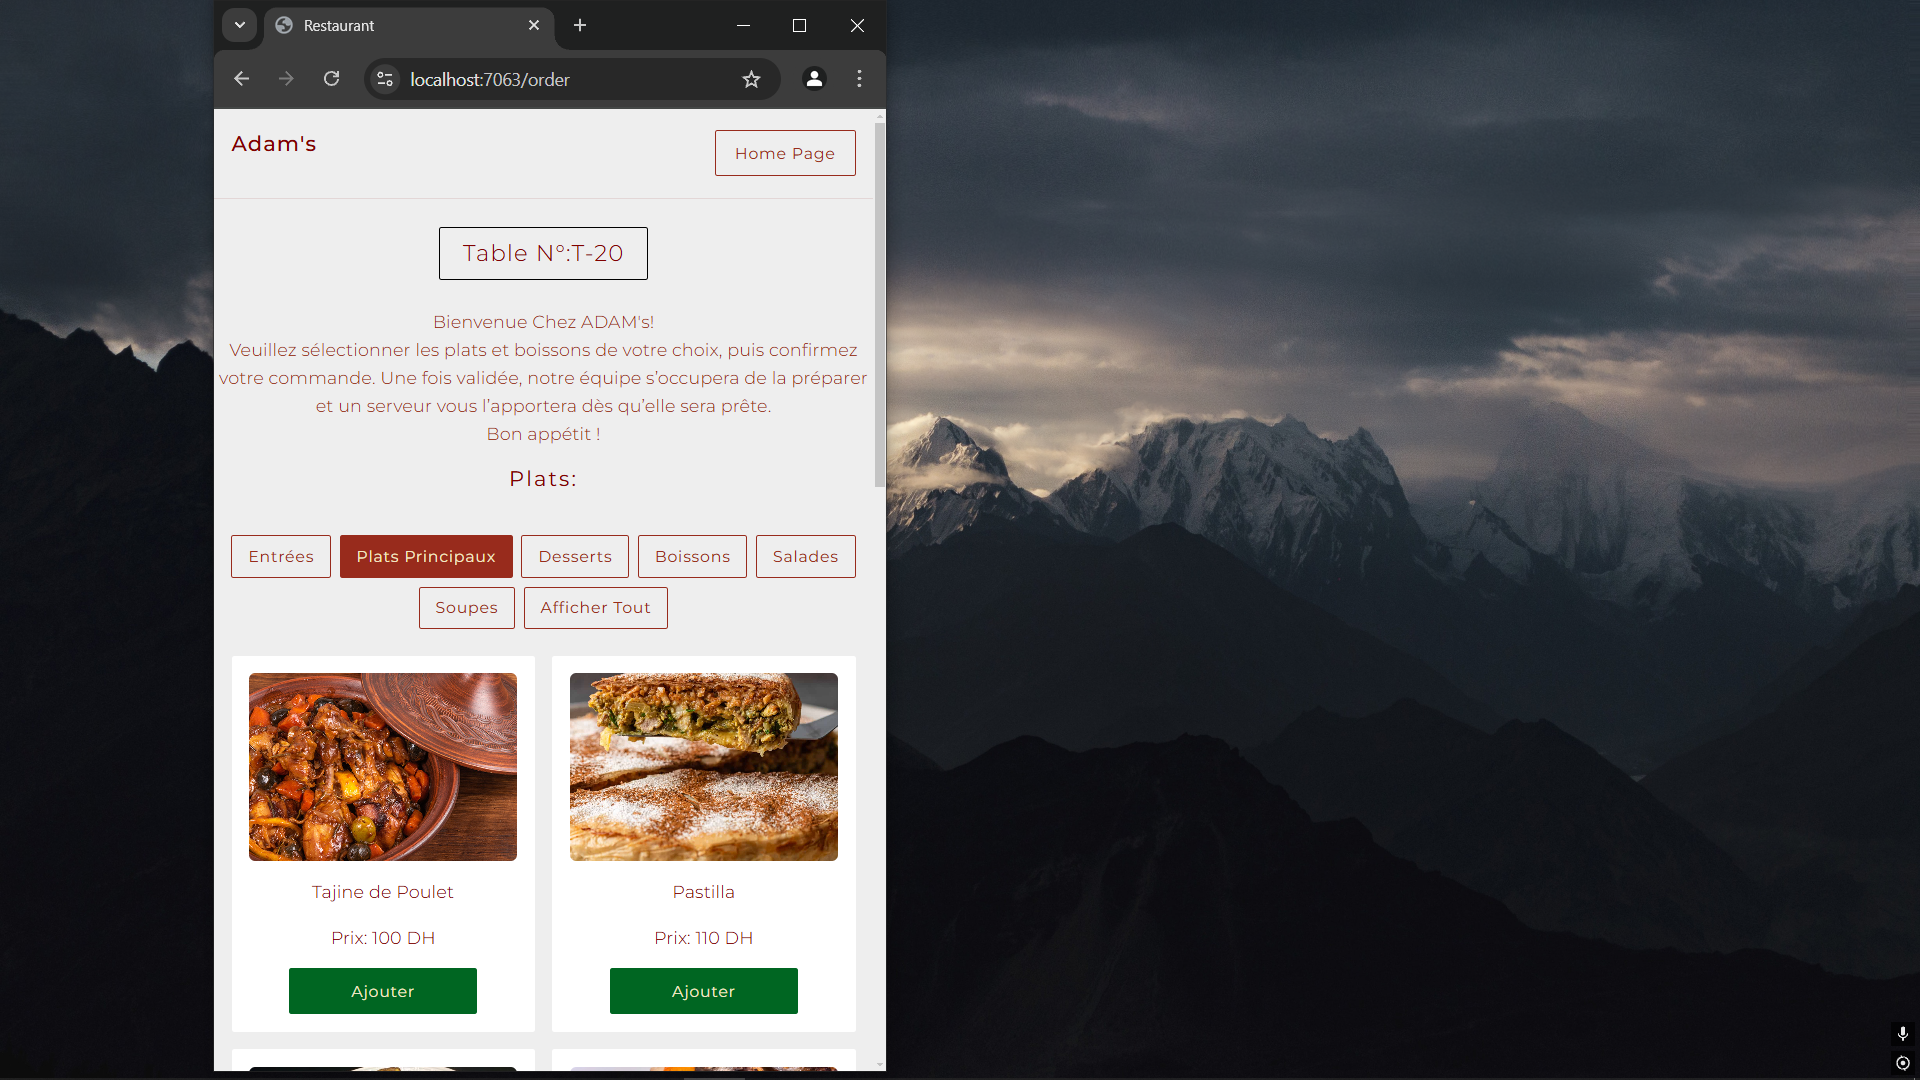 Restaurant
localhost:7063/order
Adam's
Home Page
Table N°:T-20
Bienvenue Chez ADAM's!
Veuillez sélectionner les plats et boissons de votre choix, puis confirmez
votre commande. Une fois validée, notre équipe s’occupera de la préparer
et un serveur vous l’apportera dès qu’elle sera prête.
Bon appétit !
Plats:
Entrées Plats Principaux Desserts Boissons Salades
Soupes Afficher Tout
Tajine de Poulet Pastilla
Prix: 100 DH Prix: 110 DH
Ajouter Ajouter